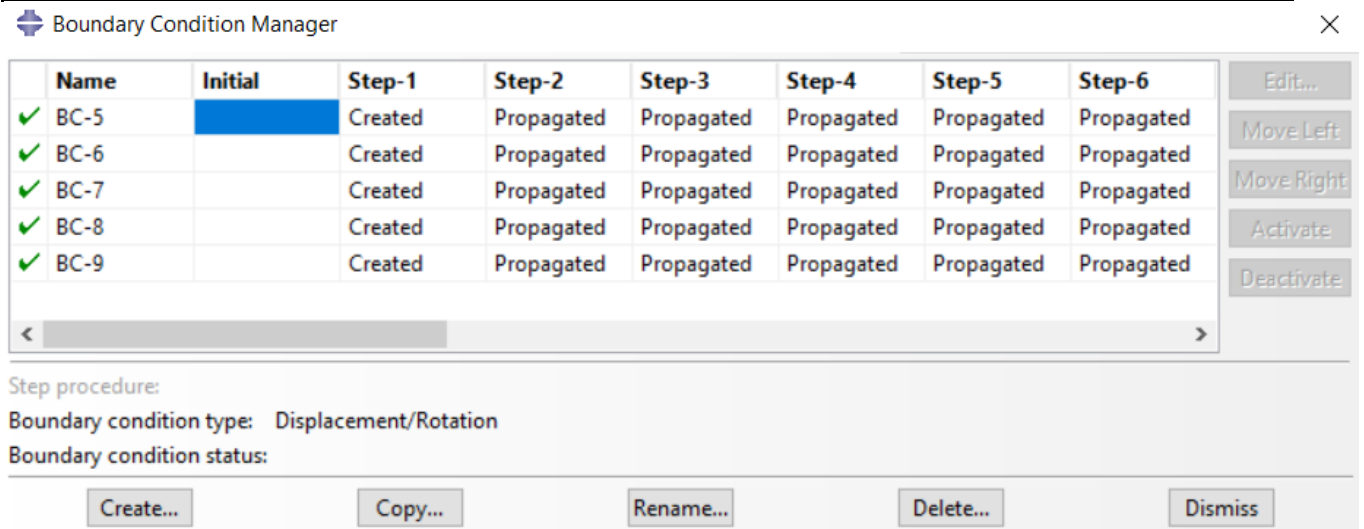 Boundary Condition Manager
Name Initial Step-1 Step-2 Step-3 Step-4 Step-5 Step-6
BC-5 Created Propagated Propagated Propagated Propagated Propagated
BC-6 Created Propagated Propagated Propagated Propagated Propagated
BC-7 Created Propagated Propagated Propagated Propagated Propagated
BC-8 Created Propagated Propagated Propagated Propagated Propagated
BC-9 Created Propagated Propagated Propagated Propagated Propagated
Edit...
Move Left
Move Right
Activate
Deactivate
Step procedure:
Boundary condition type: Displacement/Rotation
Boundary condition status:
Create... Copy... Rename... Delete... Dismiss